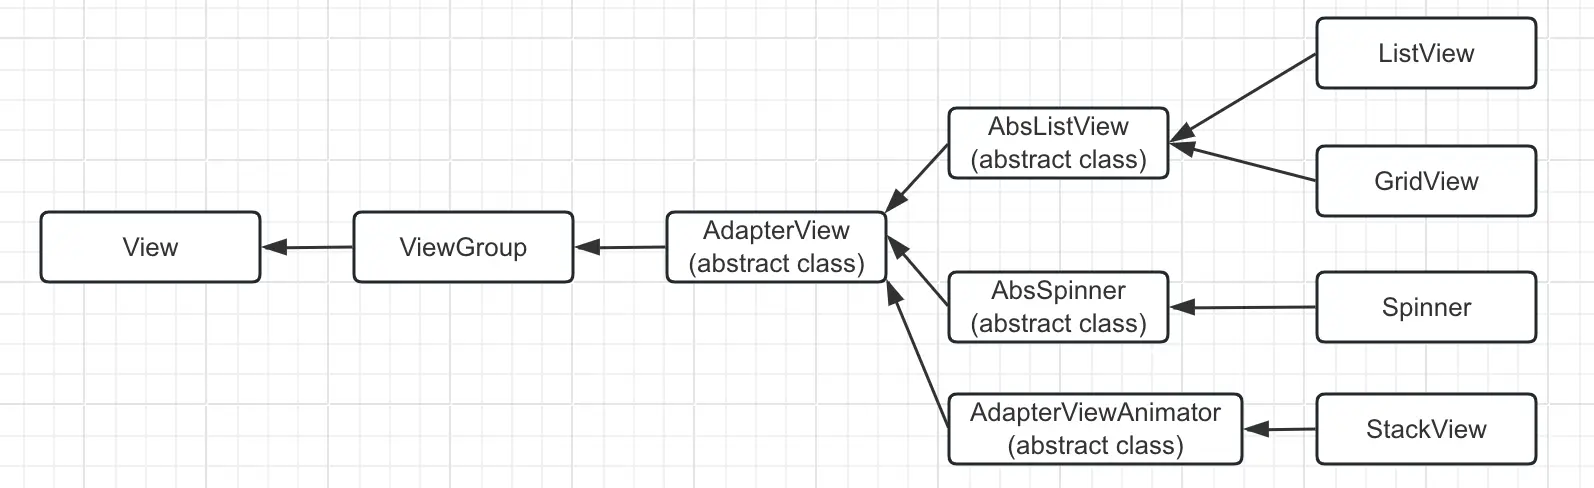 View
ViewGroup
AdapterView
(abstract class)
AbsListView
(abstract class)
AbsSpinner
(abstract class)
AdapterViewAnimator
(abstract class)
ListView
GridView
Spinner
StackView